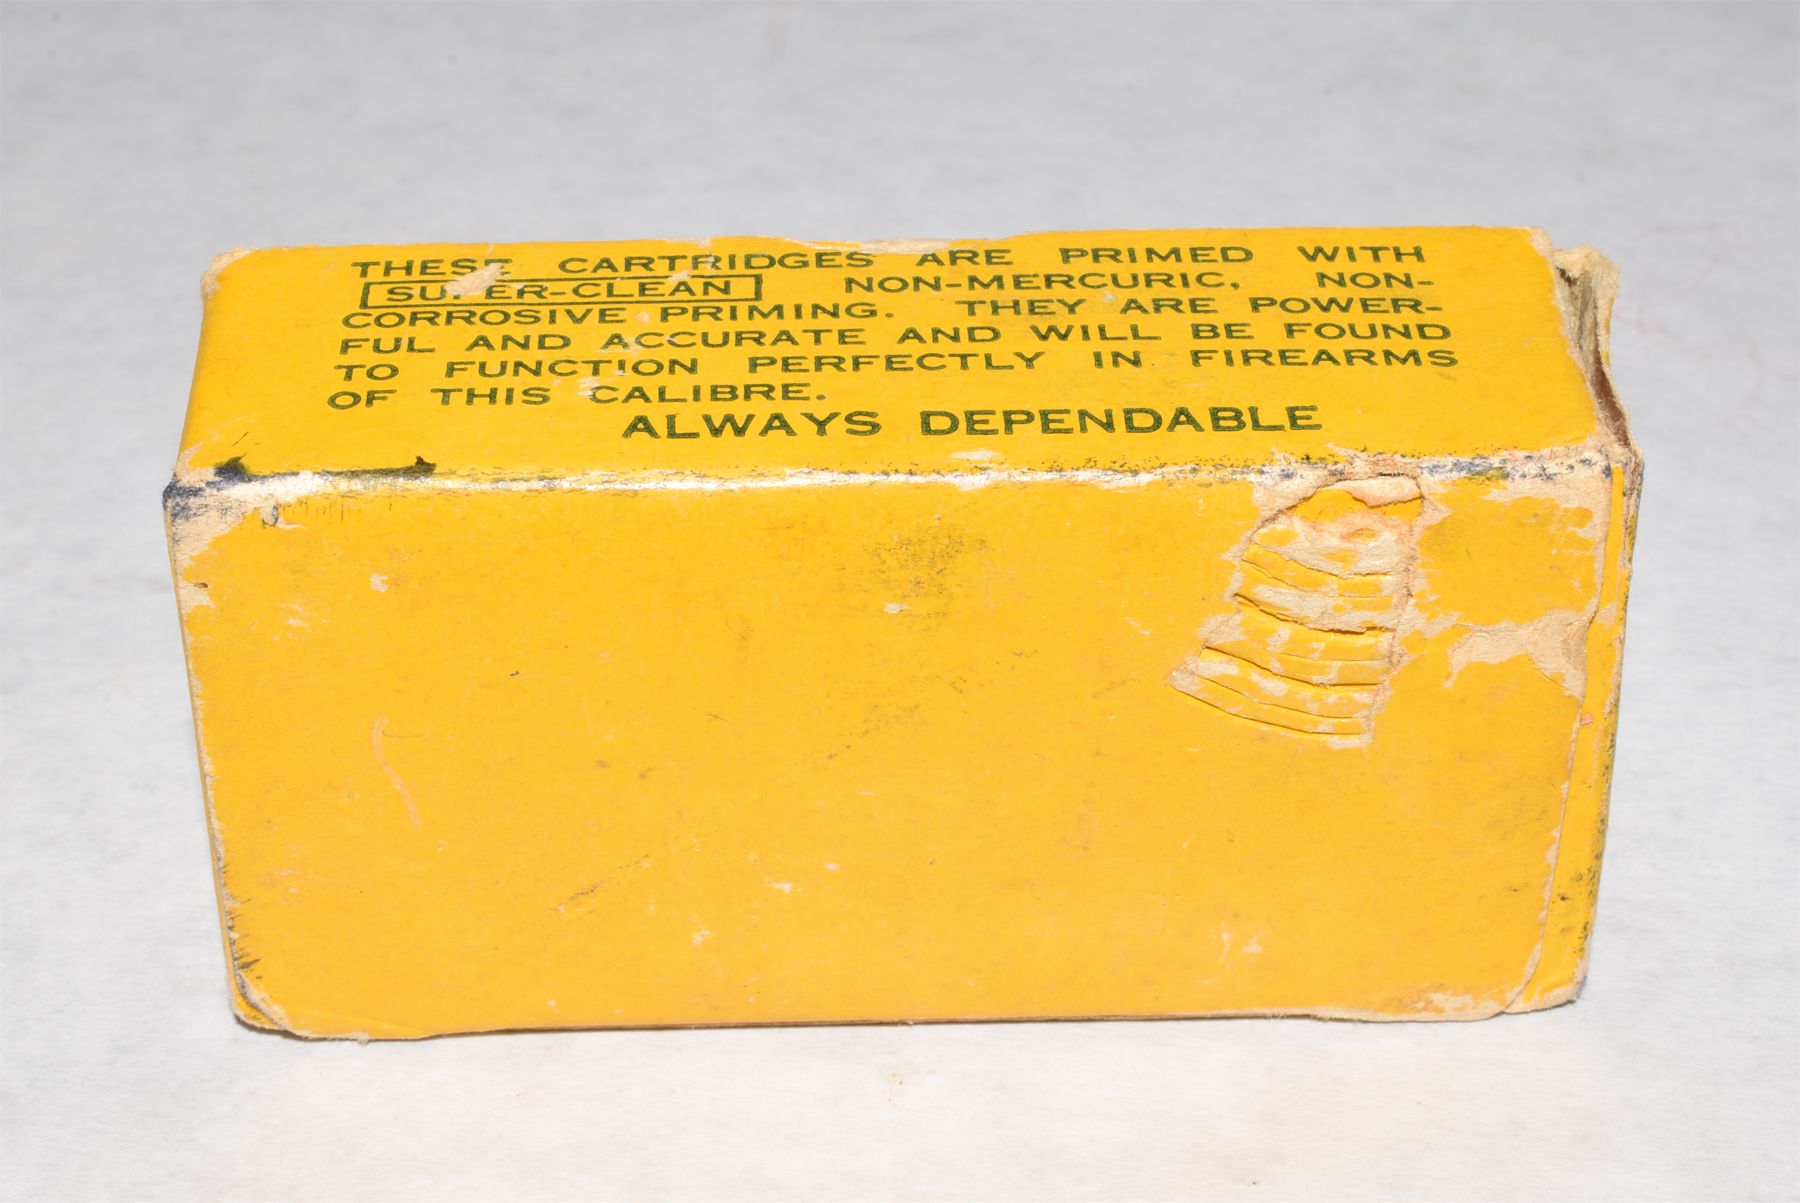 THESE CARTRIDGES ARE PRIMED WITH
SUPER-CLEAN NON-MERCURIC, NON-
CORROSIVE PRIMING. THEY ARE POWER-
FUL AND ACCURATE AND WILL BE FOUND
TO FUNCTION PERFECTLY IN FIREARMS
OF THIS CALIBRE.
ALWAYS DEPENDABLE